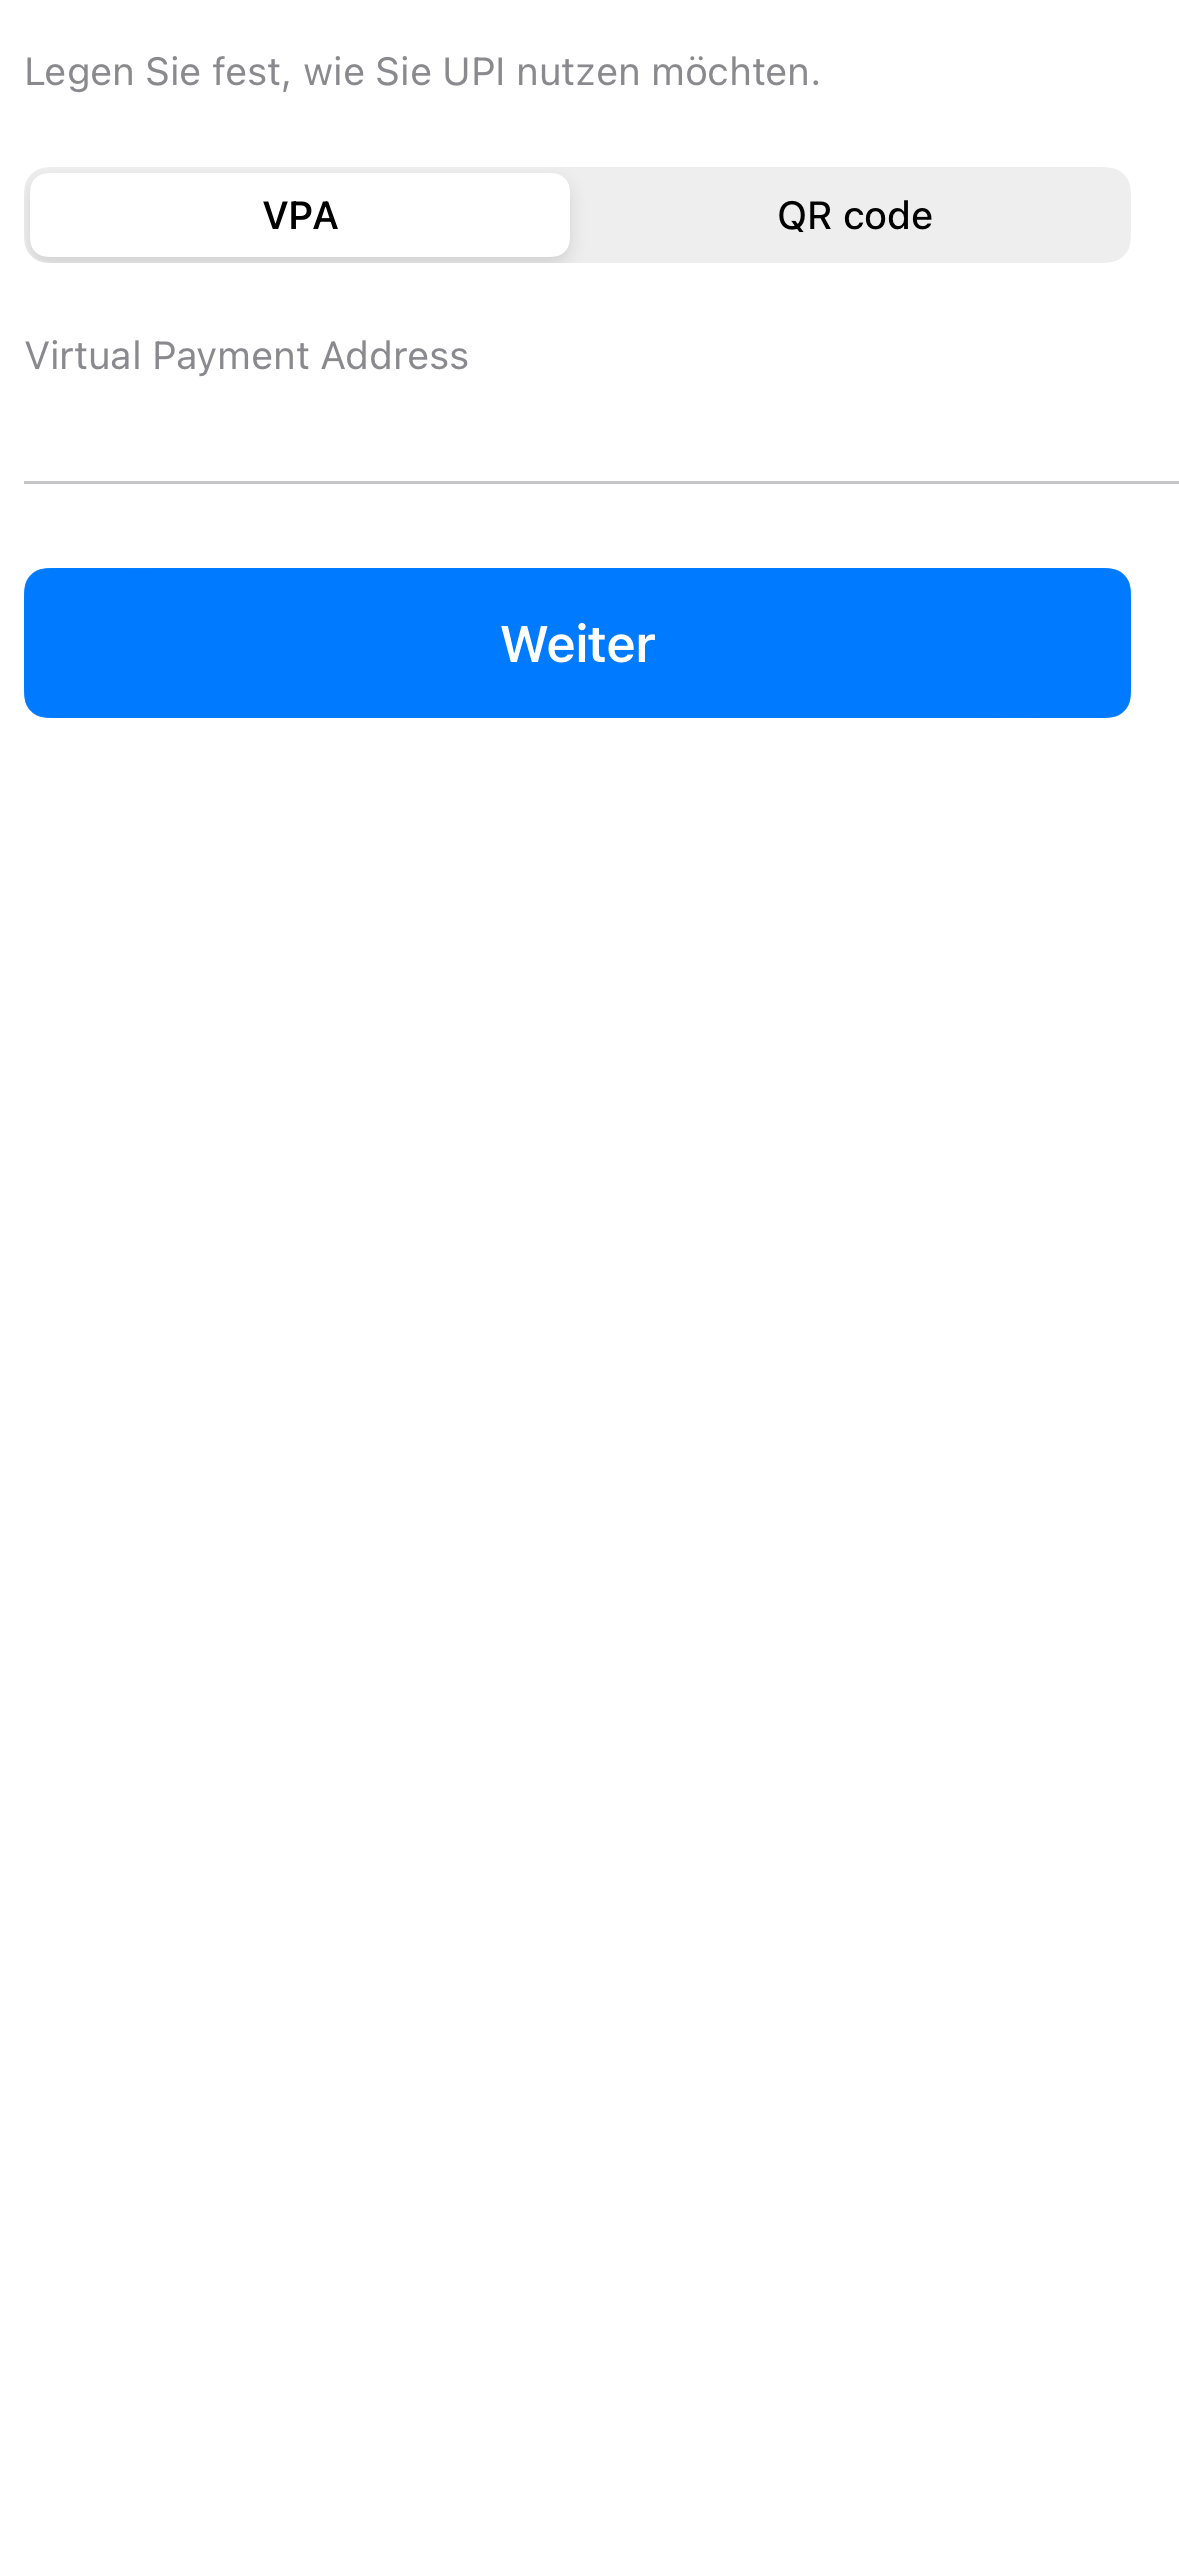 Legen Sie fest, wie Sie UPI nutzen möchten.
VPA
QR code
Virtual Payment Address
Weiter